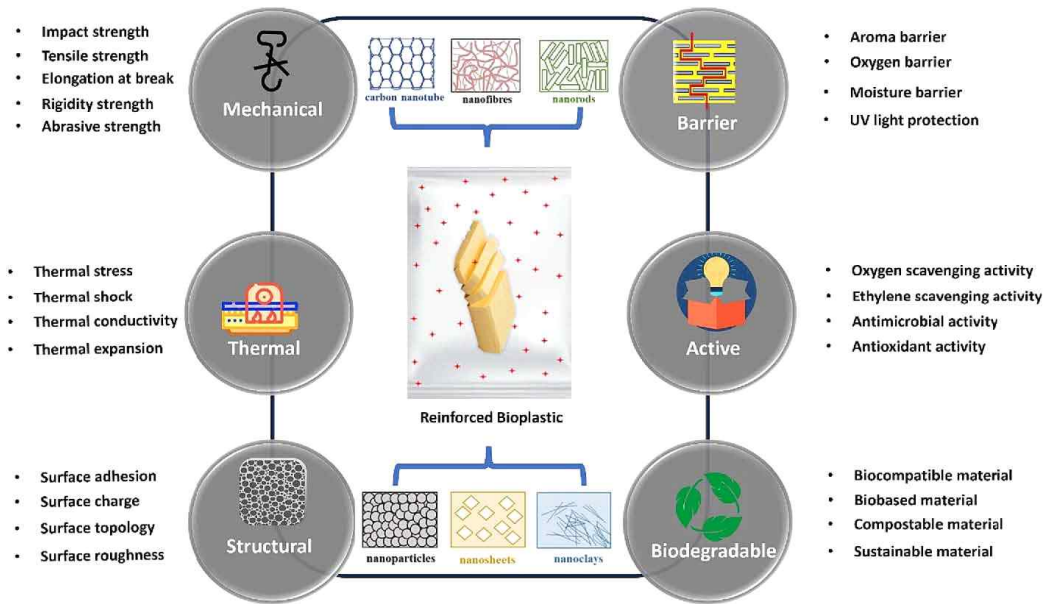 Impact strength
Tensile strength
Elongation at break
Rigidity strength
Abrasive strength
Mechanical
carbon nanotube
nanofibres
nanorods
Barrier
Aroma barrier
Oxygen barrier
Moisture barrier
UV light protection
Thermal stress
Thermal shock
Thermal conductivity
Thermal expansion
Thermal
Reinforced Bioplastic
Active
Oxygen scavenging activity
Ethylene scavenging activity
Antimicrobial activity
Antioxidant activity
Surface adhesion
Surface charge
Surface topology
Surface roughness
Structural
nanoparticles
nanosheets
nanoclays
Biodegradable
Biocompatible material
Biobased material
Compostable material
Sustainable material